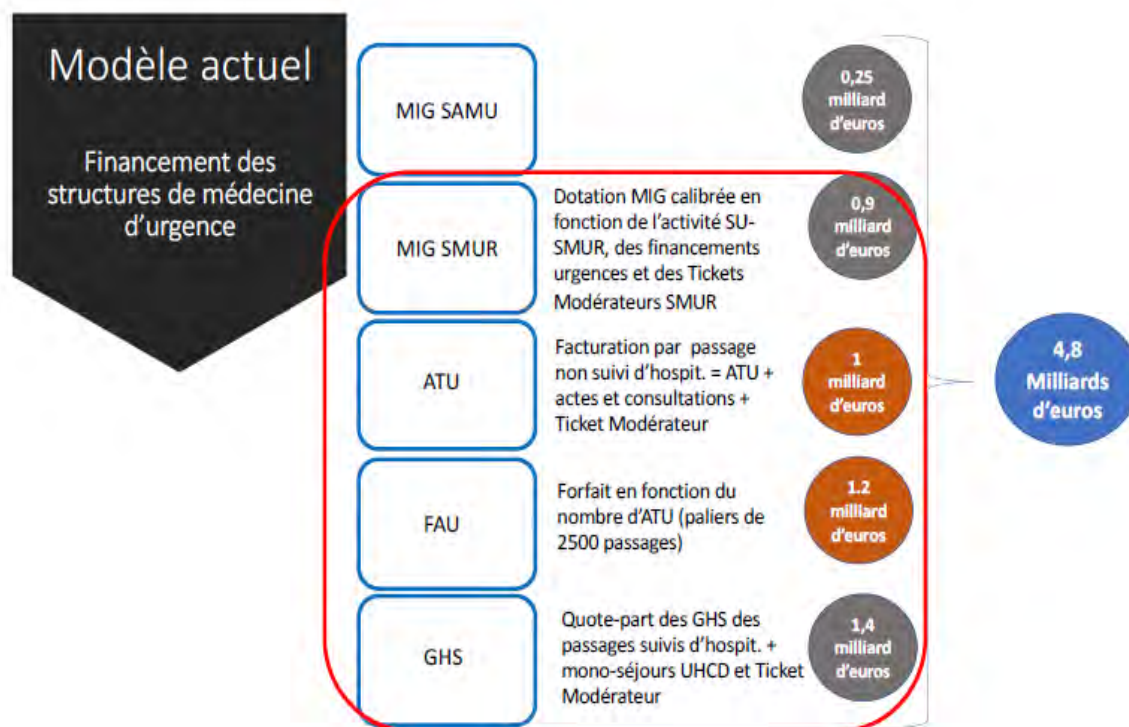 Modèle actuel
Financement des
structures de médecine
d'urgence
MIG SAMU
0,25
milliard
d'euros
MIG SMUR
Dotation MIG calibrée en
fonction de l'activité SU-
SMUR, des financements
urgences et des Tickets
Modérateurs SMUR
0,9
milliard
d'euros
ATU
Facturation par passage
non suivi d'hospit. = ATU +
actes et consultations +
Ticket Modérateur
1
milliard
d'euros
FAU
Forfait en fonction du
nombre d'ATU (paliers de
2500 passages)
1.2
milliard
d'euros
GHS
Quote-part des GHS des
passages suivis d'hospit. +
mono-séjours UHCD et Ticket
Modérateur
1,4
milliard
d'euros
4,8
Milliards
d'euros